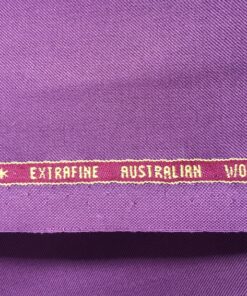 * EXTRAFINE AUSTRALIAN WO